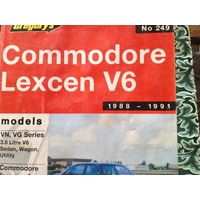 Gregory's
No 249
Commodore
Lexcen V6
1988 - 1991
models
VN, VG Series
3.8 Litre V6
Sedan, Wagon,
Utility
Commodore